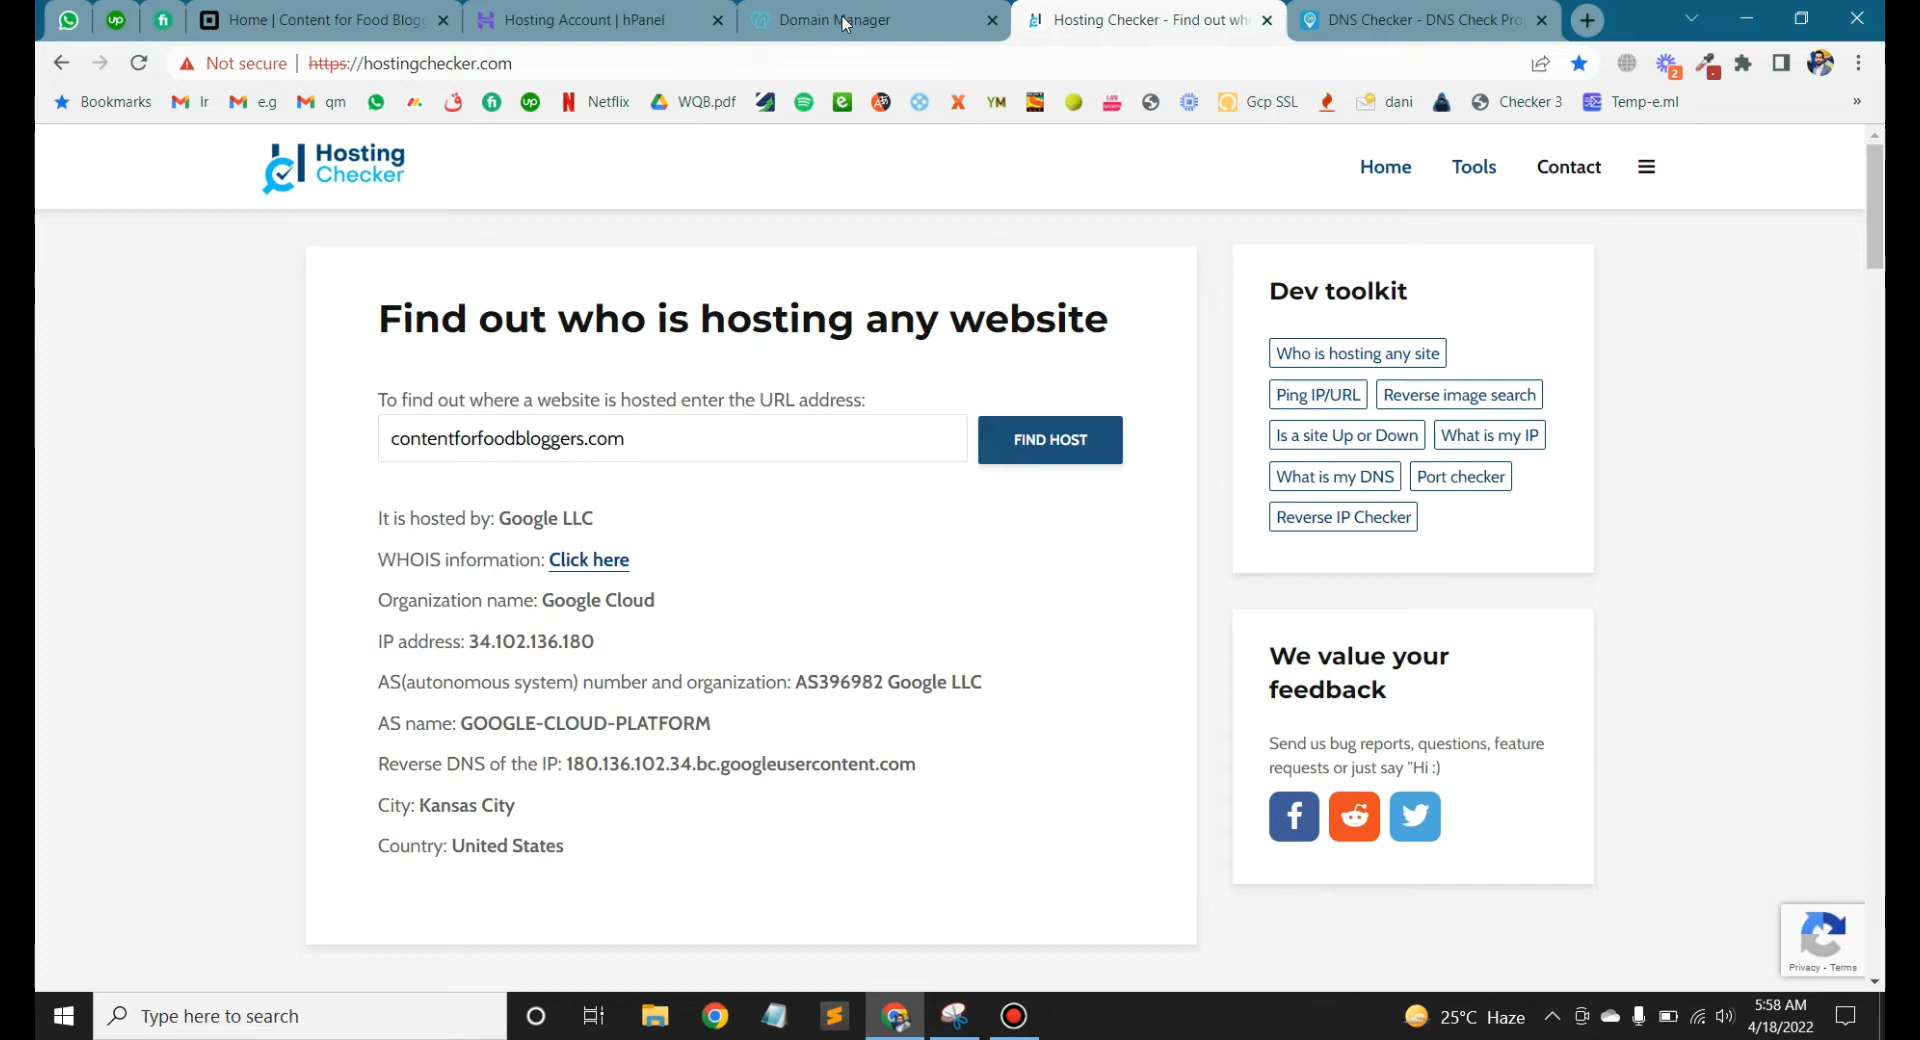 Home | Content for Food Blogg
Hosting Account | hPanel
Domain Manager
Hosting Checker - Find out who
DNS Checker - DNS Check Pro
Not secure
https://hostingchecker.com
Bookmarks
Ir
e.g
qm
Netflix
WQB.pdf
YM
Gcp SSL
dani
Checker 3
Temp-e.ml
»
Hosting
Checker
Home
Tools
Contact
Find out who is hosting any website
To find out where a website is hosted enter the URL address:
contentforfoodbloggers.com
FIND HOST
It is hosted by: Google LLC
WHOIS information: Click here
Organization name: Google Cloud
IP address: 34.102.136.180
AS(autonomous system) number and organization: AS396982 Google LLC
AS name: GOOGLE-CLOUD-PLATFORM
Reverse DNS of the IP: 180.136.102.34.bc.googleusercontent.com
City: Kansas City
Country: United States
Dev toolkit
Who is hosting any site
Ping IP/URL
Reverse image search
Is a site Up or Down
What is my IP
What is my DNS
Port checker
Reverse IP Checker
We value your
feedback
Send us bug reports, questions, feature
requests or just say "Hi :)
Privacy - Terms
Type here to search
25°C Haze
5:58 AM
4/18/2022